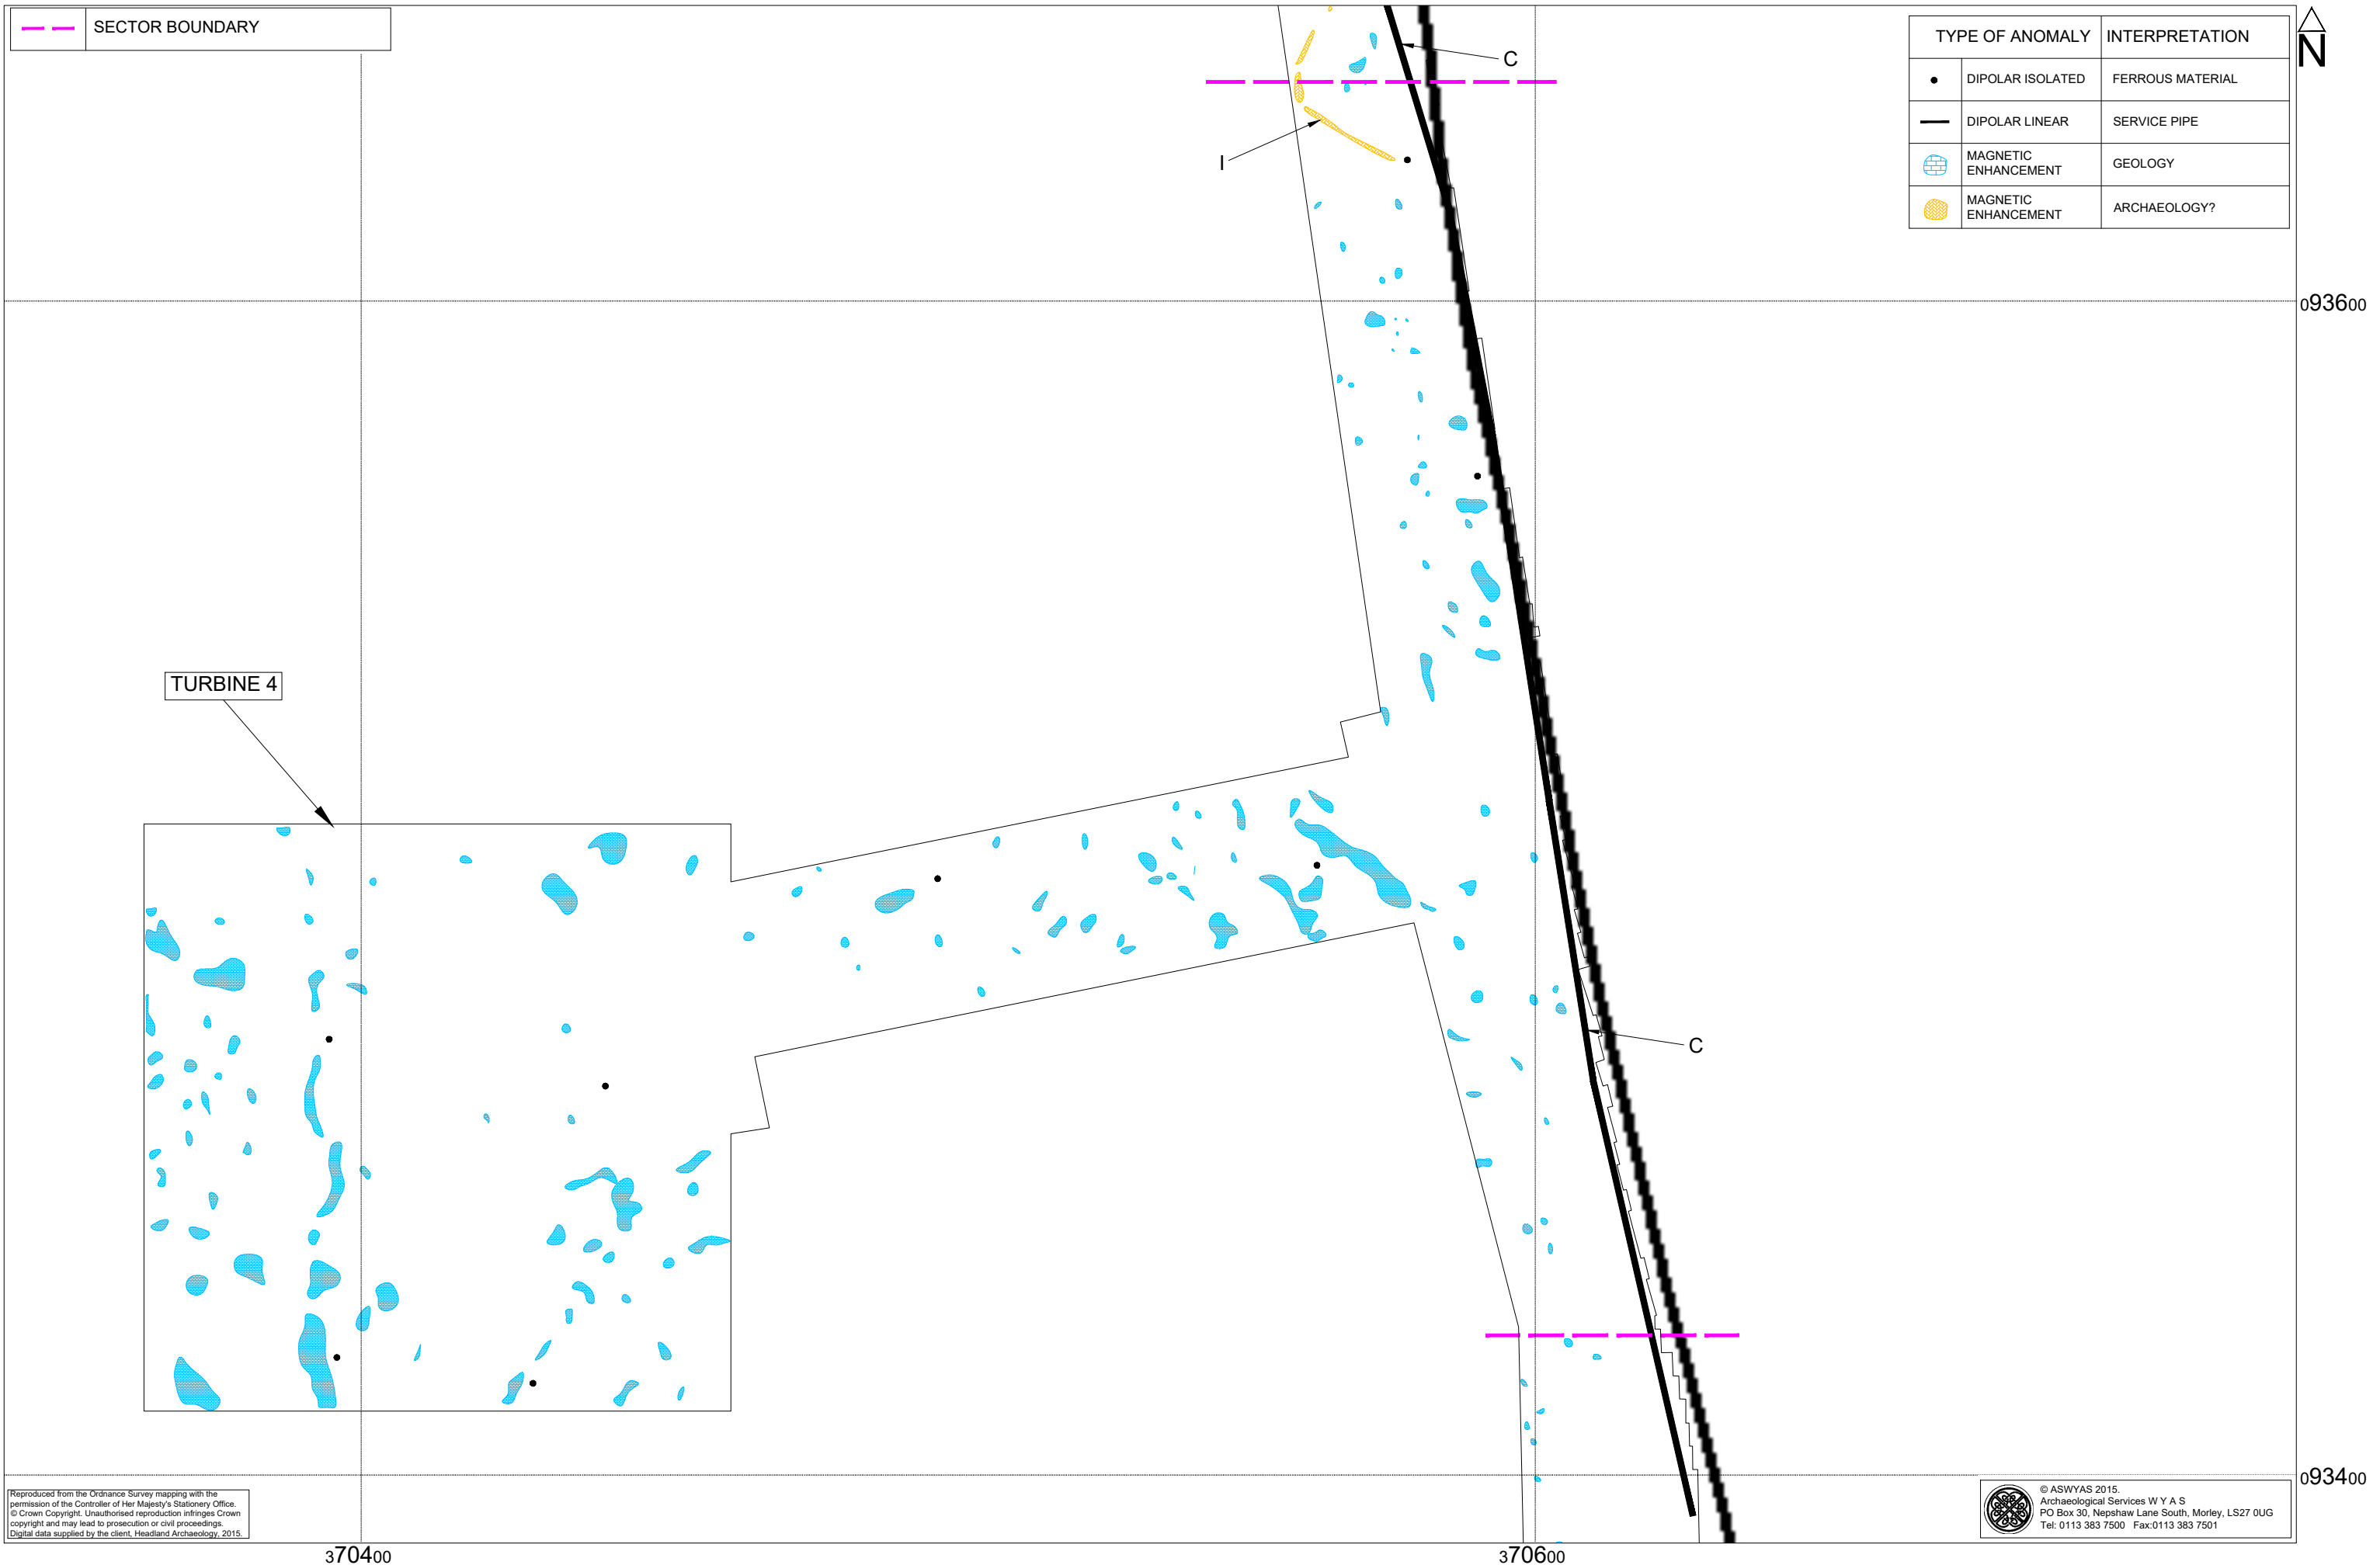 SECTOR BOUNDARY
TYPE OF ANOMALY INTERPRETATION
DIPOLAR ISOLATED FERROUS MATERIAL
DIPOLAR LINEAR SERVICE PIPE
MAGNETIC
ENHANCEMENT
GEOLOGY
MAGNETIC
ENHANCEMENT
ARCHAEOLOGY?
N
C
I
093600
TURBINE 4
C
093400
Reproduced from the Ordnance Survey mapping with the
permission of the Controller of Her Majesty's Stationery Office.
© Crown Copyright. Unauthorised reproduction infringes Crown
copyright and may lead to prosecution or civil proceedings.
Digital data supplied by the client, Headland Archaeology, 2015.
© ASWYAS 2015.
Archaeological Services W Y A S
PO Box 30, Nepshaw Lane South, Morley, LS27 0UG
Tel: 0113 383 7500 Fax:0113 383 7501
370400
370600